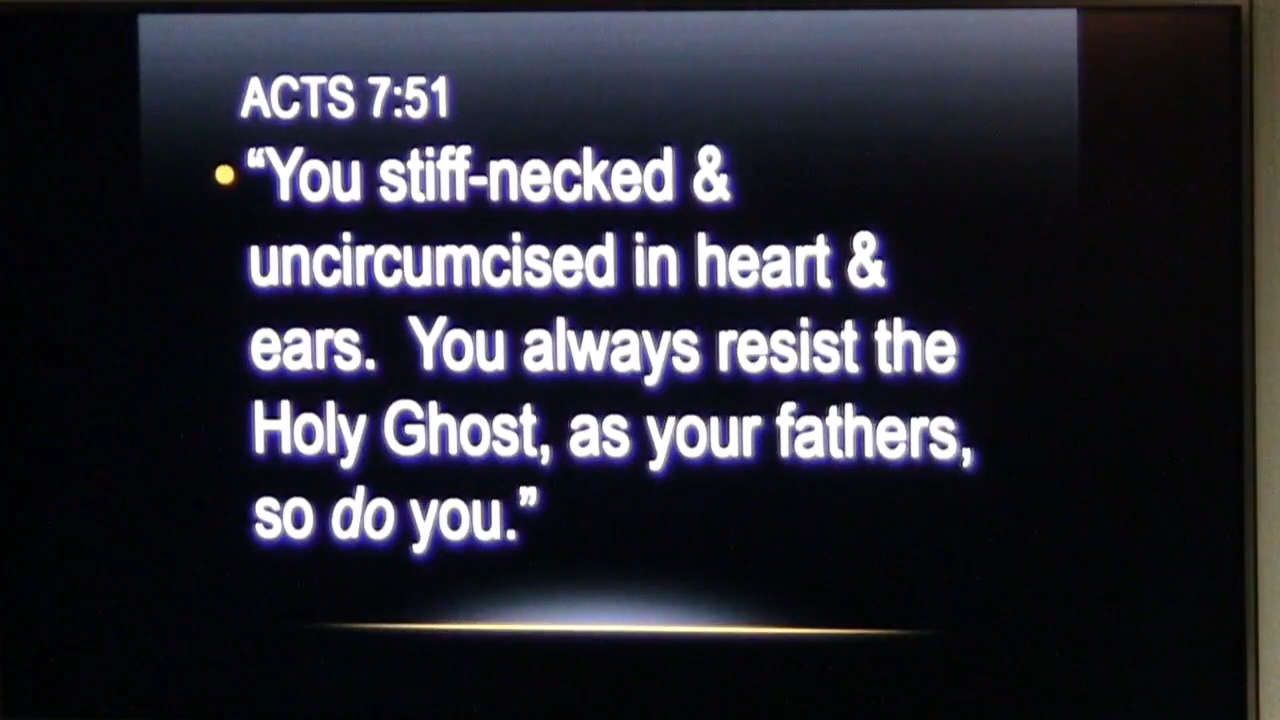 ACTS 7:51
“You stiff-necked &
uncircumcised in heart &
ears. You always resist the
Holy Ghost, as your fathers,
so do you.”